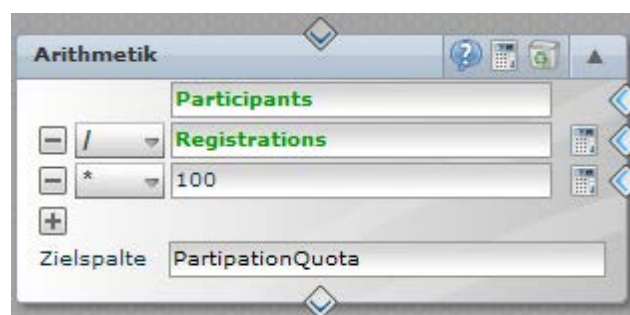 Arithmetik
Participants
/ Registrations
* 100
Zielspalte PartipationQuota